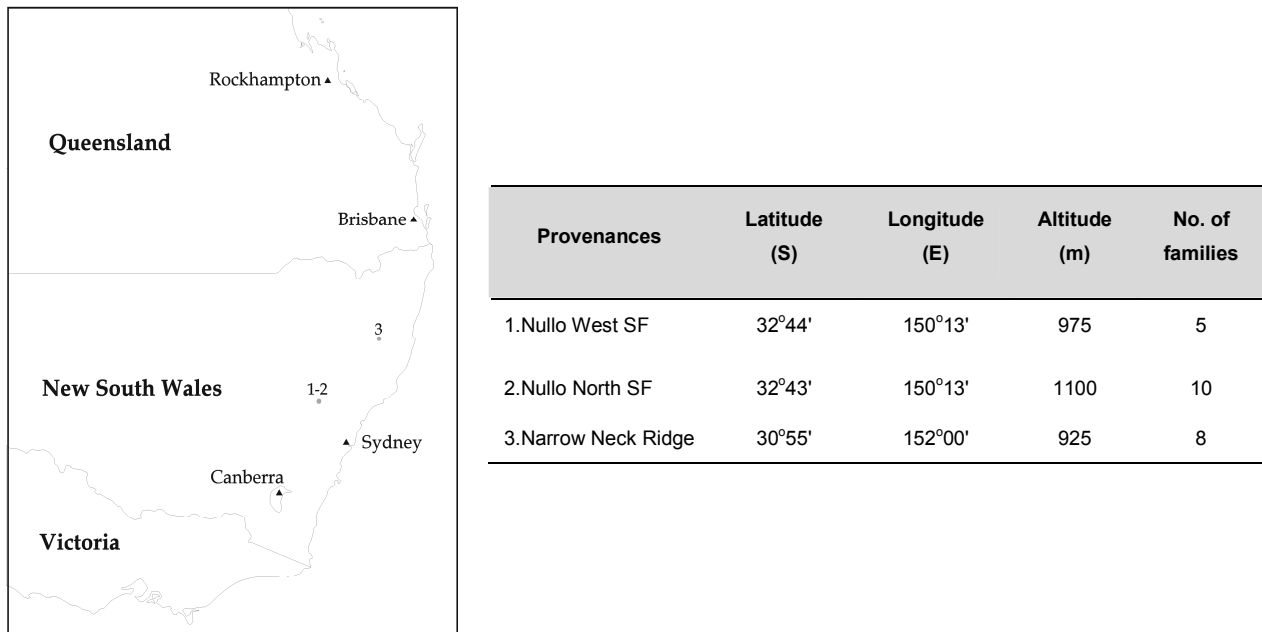 Rockhampton
Queensland
Brisbane
3
New South Wales
1-2
Sydney
Canberra
Victoria
Provenances Latitude (S) Longitude (E) Altitude (m) No. of families
1.Nullo West SF 32°44' 150°13' 975 5
2.Nullo North SF 32°43' 150°13' 1100 10
3.Narrow Neck Ridge 30°55' 152°00' 925 8